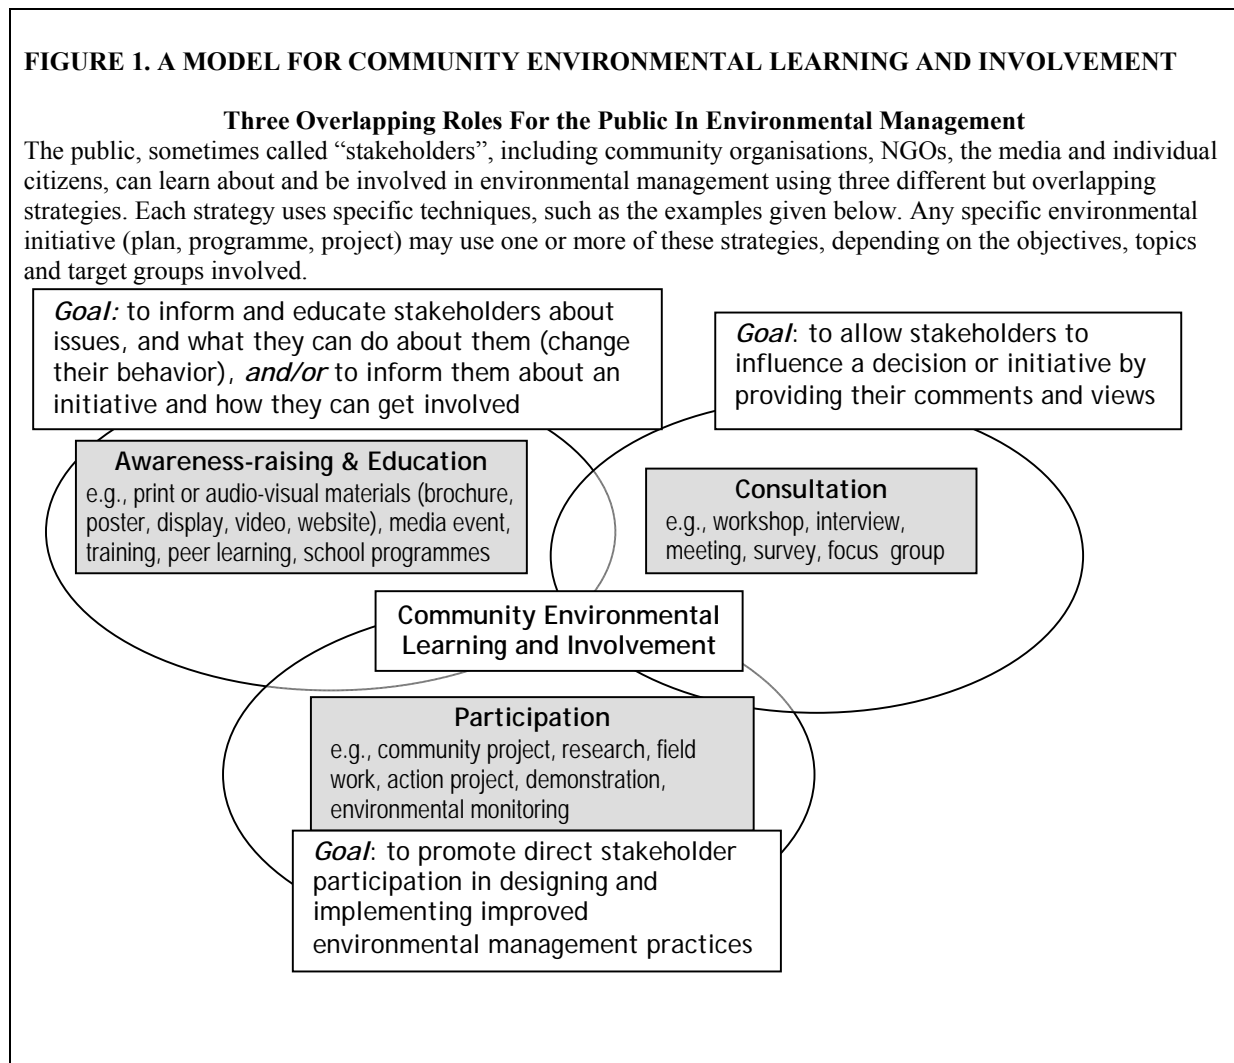 FIGURE 1. A MODEL FOR COMMUNITY ENVIRONMENTAL LEARNING AND INVOLVEMENT
Three Overlapping Roles For the Public In Environmental Management
The public, sometimes called “stakeholders”, including community organisations, NGOs, the media and individual
citizens, can learn about and be involved in environmental management using three different but overlapping
strategies. Each strategy uses specific techniques, such as the examples given below. Any specific environmental
initiative (plan, programme, project) may use one or more of these strategies, depending on the objectives, topics
and target groups involved.
Goal: to inform and educate stakeholders about
issues, and what they can do about them (change
their behavior), and/or to inform them about an
initiative and how they can get involved
Goal: to allow stakeholders to
influence a decision or initiative by
providing their comments and views
Awareness-raising & Education
e.g., print or audio-visual materials (brochure,
poster, display, video, website), media event,
training, peer learning, school programmes
Consultation
e.g., workshop, interview,
meeting, survey, focus group
Community Environmental
Learning and Involvement
Participation
e.g., community project, research, field
work, action project, demonstration,
environmental monitoring
Goal: to promote direct stakeholder
participation in designing and
implementing improved
environmental management practices